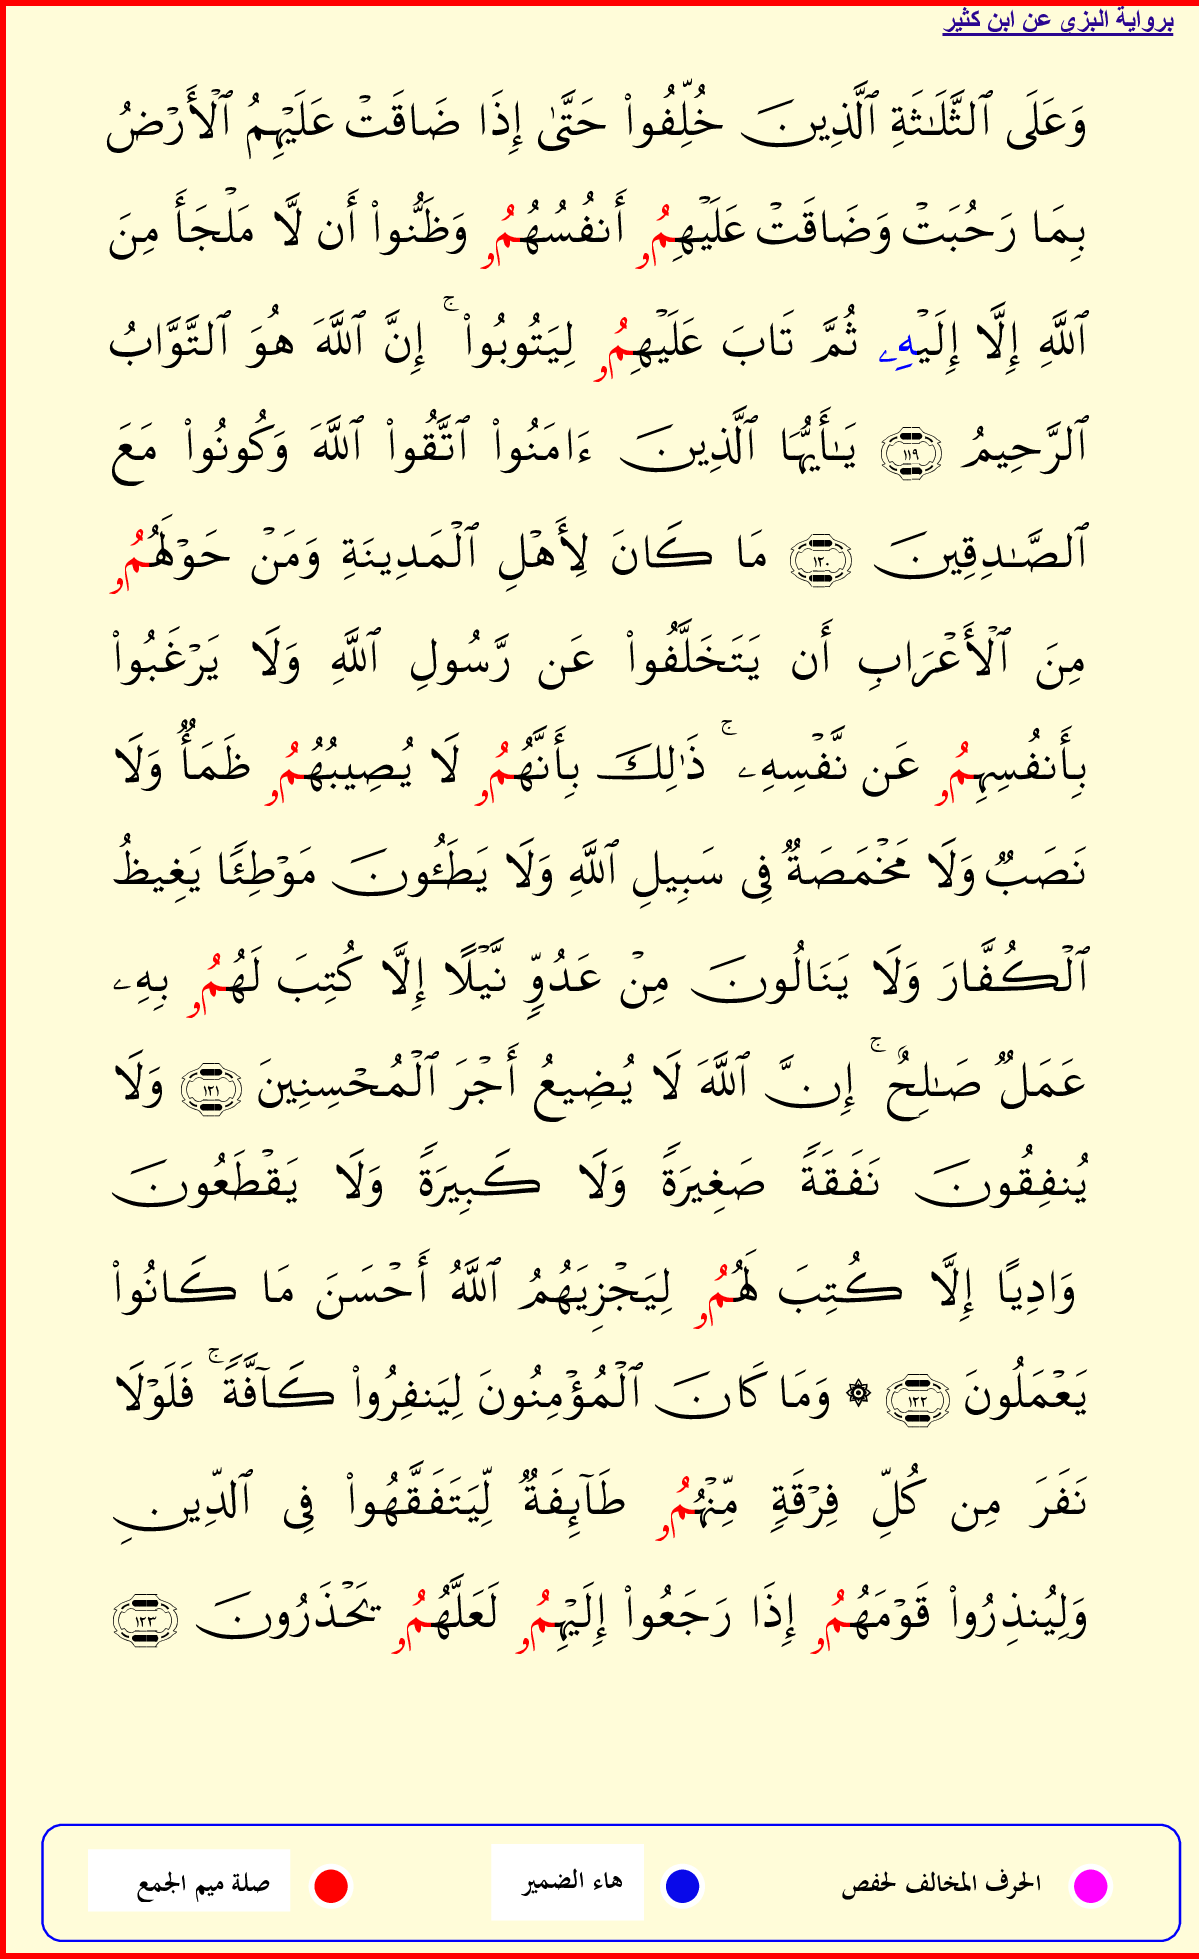 برواية البزي عن ابن كثير
وَعَلَى ٱلثَّلَٰثَةِ ٱلَّذِينَ خُلِّفُوا۟ حَتَّىٰ إِذَا ضَاقَتْ عَلَيْهِمُ ٱلْأَرْضُ
بِمَا رَحُبَتْ وَضَاقَتْ عَلَيْهِمُۥ أَنفُسُهُمُۥ وَظَنُّوا۟ أَن لَّا مَلْجَأَ مِنَ
ٱللَّهِ إِلَّا إِلَيْهِۦ ثُمَّ تَابَ عَلَيْهِمُۥ لِيَتُوبُوا۟ ۚ إِنَّ ٱللَّهَ هُوَ ٱلتَّوَّابُ
ٱلرَّحِيمُ ١١٩ يَٰأَيُّهَا ٱلَّذِينَ ءَامَنُوا۟ ٱتَّقُوا۟ ٱللَّهَ وَكُونُوا۟ مَعَ
ٱلصَّٰدِقِينَ ١٢٠ مَا كَانَ لِأَهْلِ ٱلْمَدِينَةِ وَمَنْ حَوْلَهُمُۥ
مِنَ ٱلْأَعْرَابِ أَن يَتَخَلَّفُوا۟ عَن رَّسُولِ ٱللَّهِ وَلَا يَرْغَبُوا۟
بِأَنفُسِهِمُۥ عَن نَّفْسِهِۦ ۚ ذَٰلِكَ بِأَنَّهُمُۥ لَا يُصِيبُهُمُۥ ظَمَأٌ وَلَا
نَصَبٌ وَلَا مَخْمَصَةٌ فِى سَبِيلِ ٱللَّهِ وَلَا يَطَـُٔونَ مَوْطِئًا يَغِيظُ
ٱلْكُفَّارَ وَلَا يَنَالُونَ مِنْ عَدُوٍّ نَّيْلًا إِلَّا كُتِبَ لَهُمُۥ بِهِۦ
عَمَلٌ صَٰلِحٌ ۚ إِنَّ ٱللَّهَ لَا يُضِيعُ أَجْرَ ٱلْمُحْسِنِينَ ١٢١ وَلَا
يُنفِقُونَ نَفَقَةً صَغِيرَةً وَلَا كَبِيرَةً وَلَا يَقْطَعُونَ
وَادِيًا إِلَّا كُتِبَ لَهُمُۥ لِيَجْزِيَهُمُ ٱللَّهُ أَحْسَنَ مَا كَانُوا۟
يَعْمَلُونَ ١٢٢ ۞ وَمَا كَانَ ٱلْمُؤْمِنُونَ لِيَنفِرُوا۟ كَآفَّةً ۚ فَلَوْلَا
نَفَرَ مِن كُلِّ فِرْقَةٍ مِّنْهُمُۥ طَآئِفَةٌ لِّيَتَفَقَّهُوا۟ فِى ٱلدِّينِ
وَلِيُنذِرُوا۟ قَوْمَهُمُۥ إِذَا رَجَعُوا۟ إِلَيْهِمُۥ لَعَلَّهُمُۥ يَحْذَرُونَ ١٢٣
الحرف المخالف لحفص هاء الضمير صلة ميم الجمع